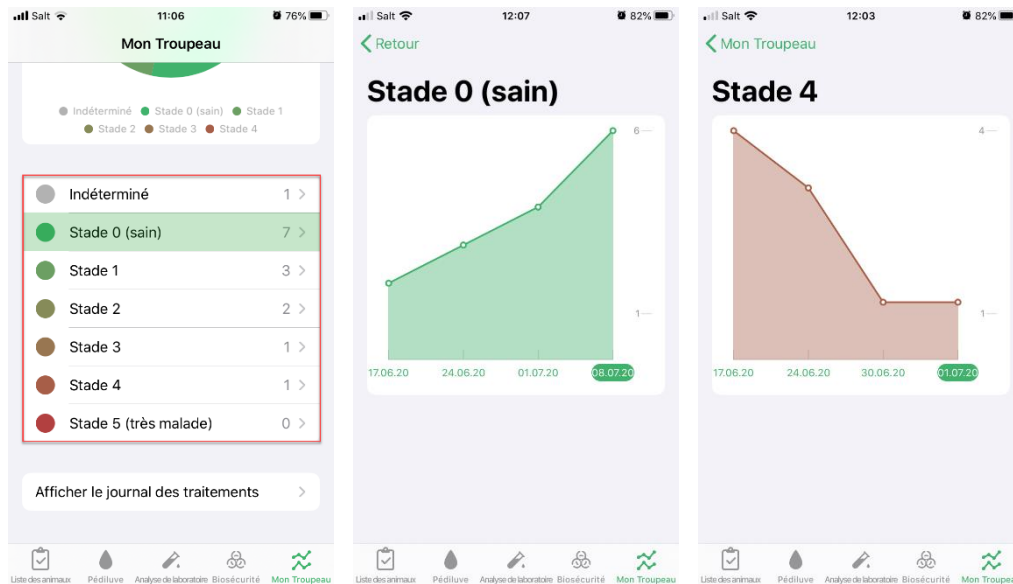 Salt 11:06 76%
Mon Troupeau
Indéterminé Stade 0 (sain) Stade 1
Stade 2 Stade 3 Stade 4
Indéterminé 1
Stade 0 (sain) 7
Stade 1 3
Stade 2 2
Stade 3 1
Stade 4 1
Stade 5 (très malade) 0
Afficher le journal des traitements
Liste des animaux Pédiluve Analyse de laboratoire Biosécurité Mon Troupeau
Salt 12:07 82%
Retour
Stade 0 (sain)
6
1
17.06.20 24.06.20 01.07.20 08.07.20
Liste des animaux Pédiluve Analyse de laboratoire Biosécurité Mon Troupeau
Salt 12:03 82%
Mon Troupeau
Stade 4
4
1
17.06.20 24.06.20 30.06.20 01.07.20
Liste des animaux Pédiluve Analyse de laboratoire Biosécurité Mon Troupeau